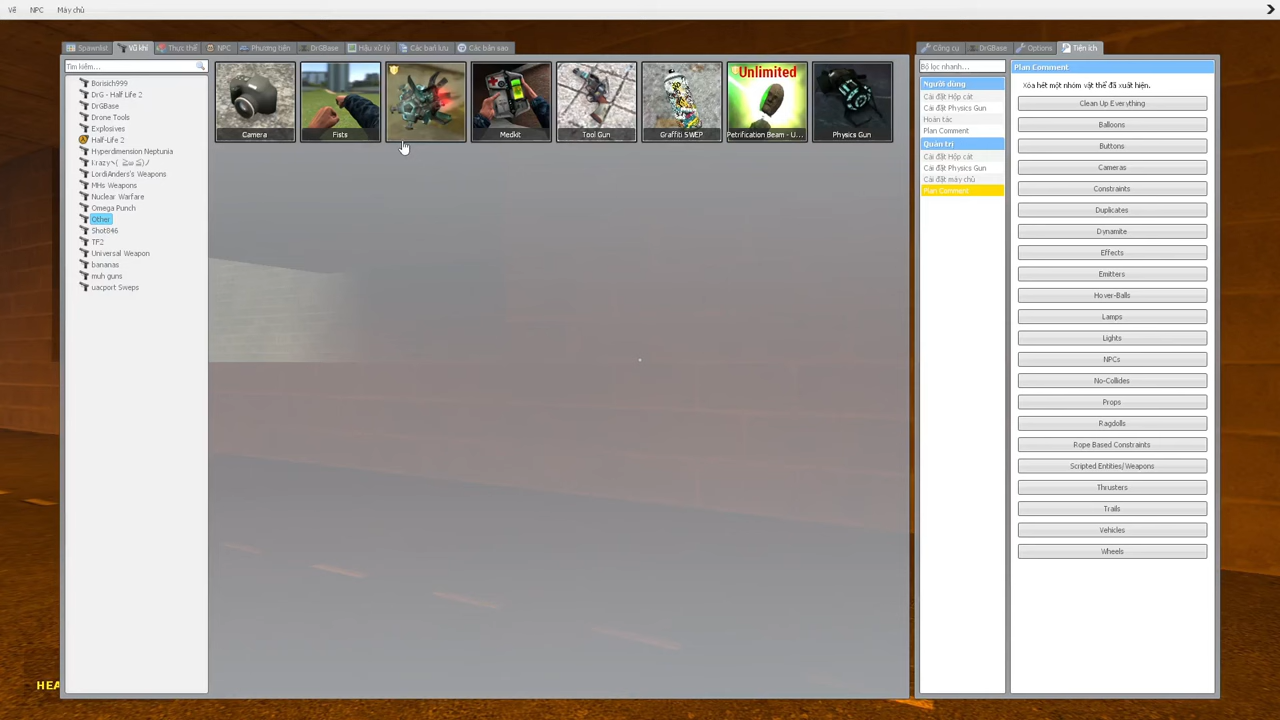 Vẽ NPC Máy chủ
Spawnlist Vũ khí Thực thể NPC Phương tiện DrGBase Hậu xử lý Các bản lưu Các bản sao
Công cụ DrGBase Options Tiện ích
Tìm kiếm...
Borisich999
DrG - Half Life 2
DrGBase
Drone Tools
Explosives
Half-Life 2
Hyperdimension Neptunia
LordiAnders's Weapons
MHs Weapons
Nuclear Warfare
Omega Punch
Other
Shot846
TF2
Universal Weapon
bananas
muh guns
uacport Sweps
Camera
Fists
Medkit
Tool Gun
Graffiti SWEP
Unlimited
Petrification Beam - U...
Physics Gun
Bộ lọc nhanh...
Người dùng
Cài đặt Hộp cát
Cài đặt Physics Gun
Hoàn tác
Plan Comment
Quản trị
Cài đặt Hộp cát
Cài đặt Physics Gun
Cài đặt máy chủ
Plan Comment
Plan Comment
Xóa hết một nhóm vật thể đã xuất hiện.
Clean Up Everything
Balloons
Buttons
Cameras
Constraints
Duplicates
Dynamite
Effects
Emitters
Hover-Balls
Lamps
Lights
NPCs
No-Collides
Props
Ragdolls
Rope Based Constraints
Scripted Entities/Weapons
Thrusters
Trails
Vehicles
Wheels
HEA